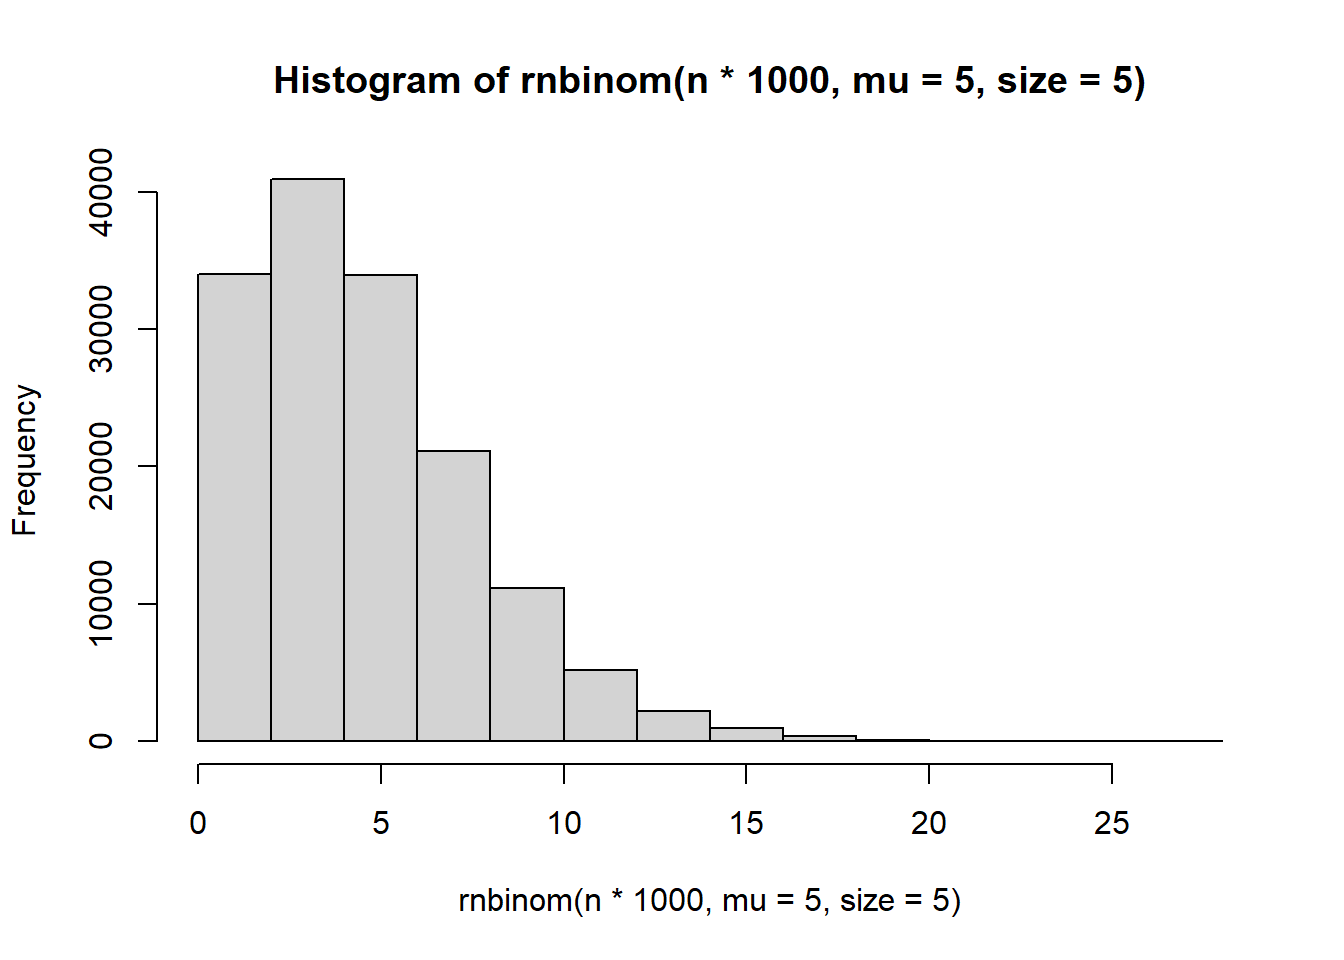 Histogram of rnbinom(n * 1000, mu = 5, size = 5)
Frequency
40000
30000
20000
10000
0
0 5 10 15 20 25
rnbinom(n * 1000, mu = 5, size = 5)